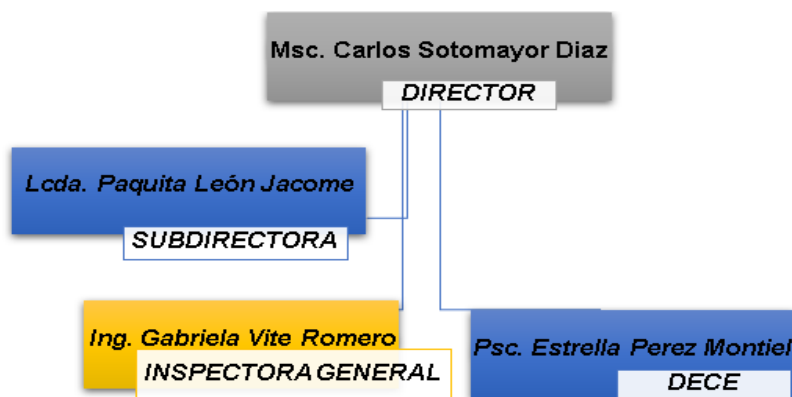 Msc. Carlos Sotomayor Diaz
DIRECTOR
Lcda. Paquita León Jacome
SUBDIRECTORA
Ing. Gabriela Vite Romero
INSPECTORA GENERAL
Psc. Estrella Perez Montiel
DECE